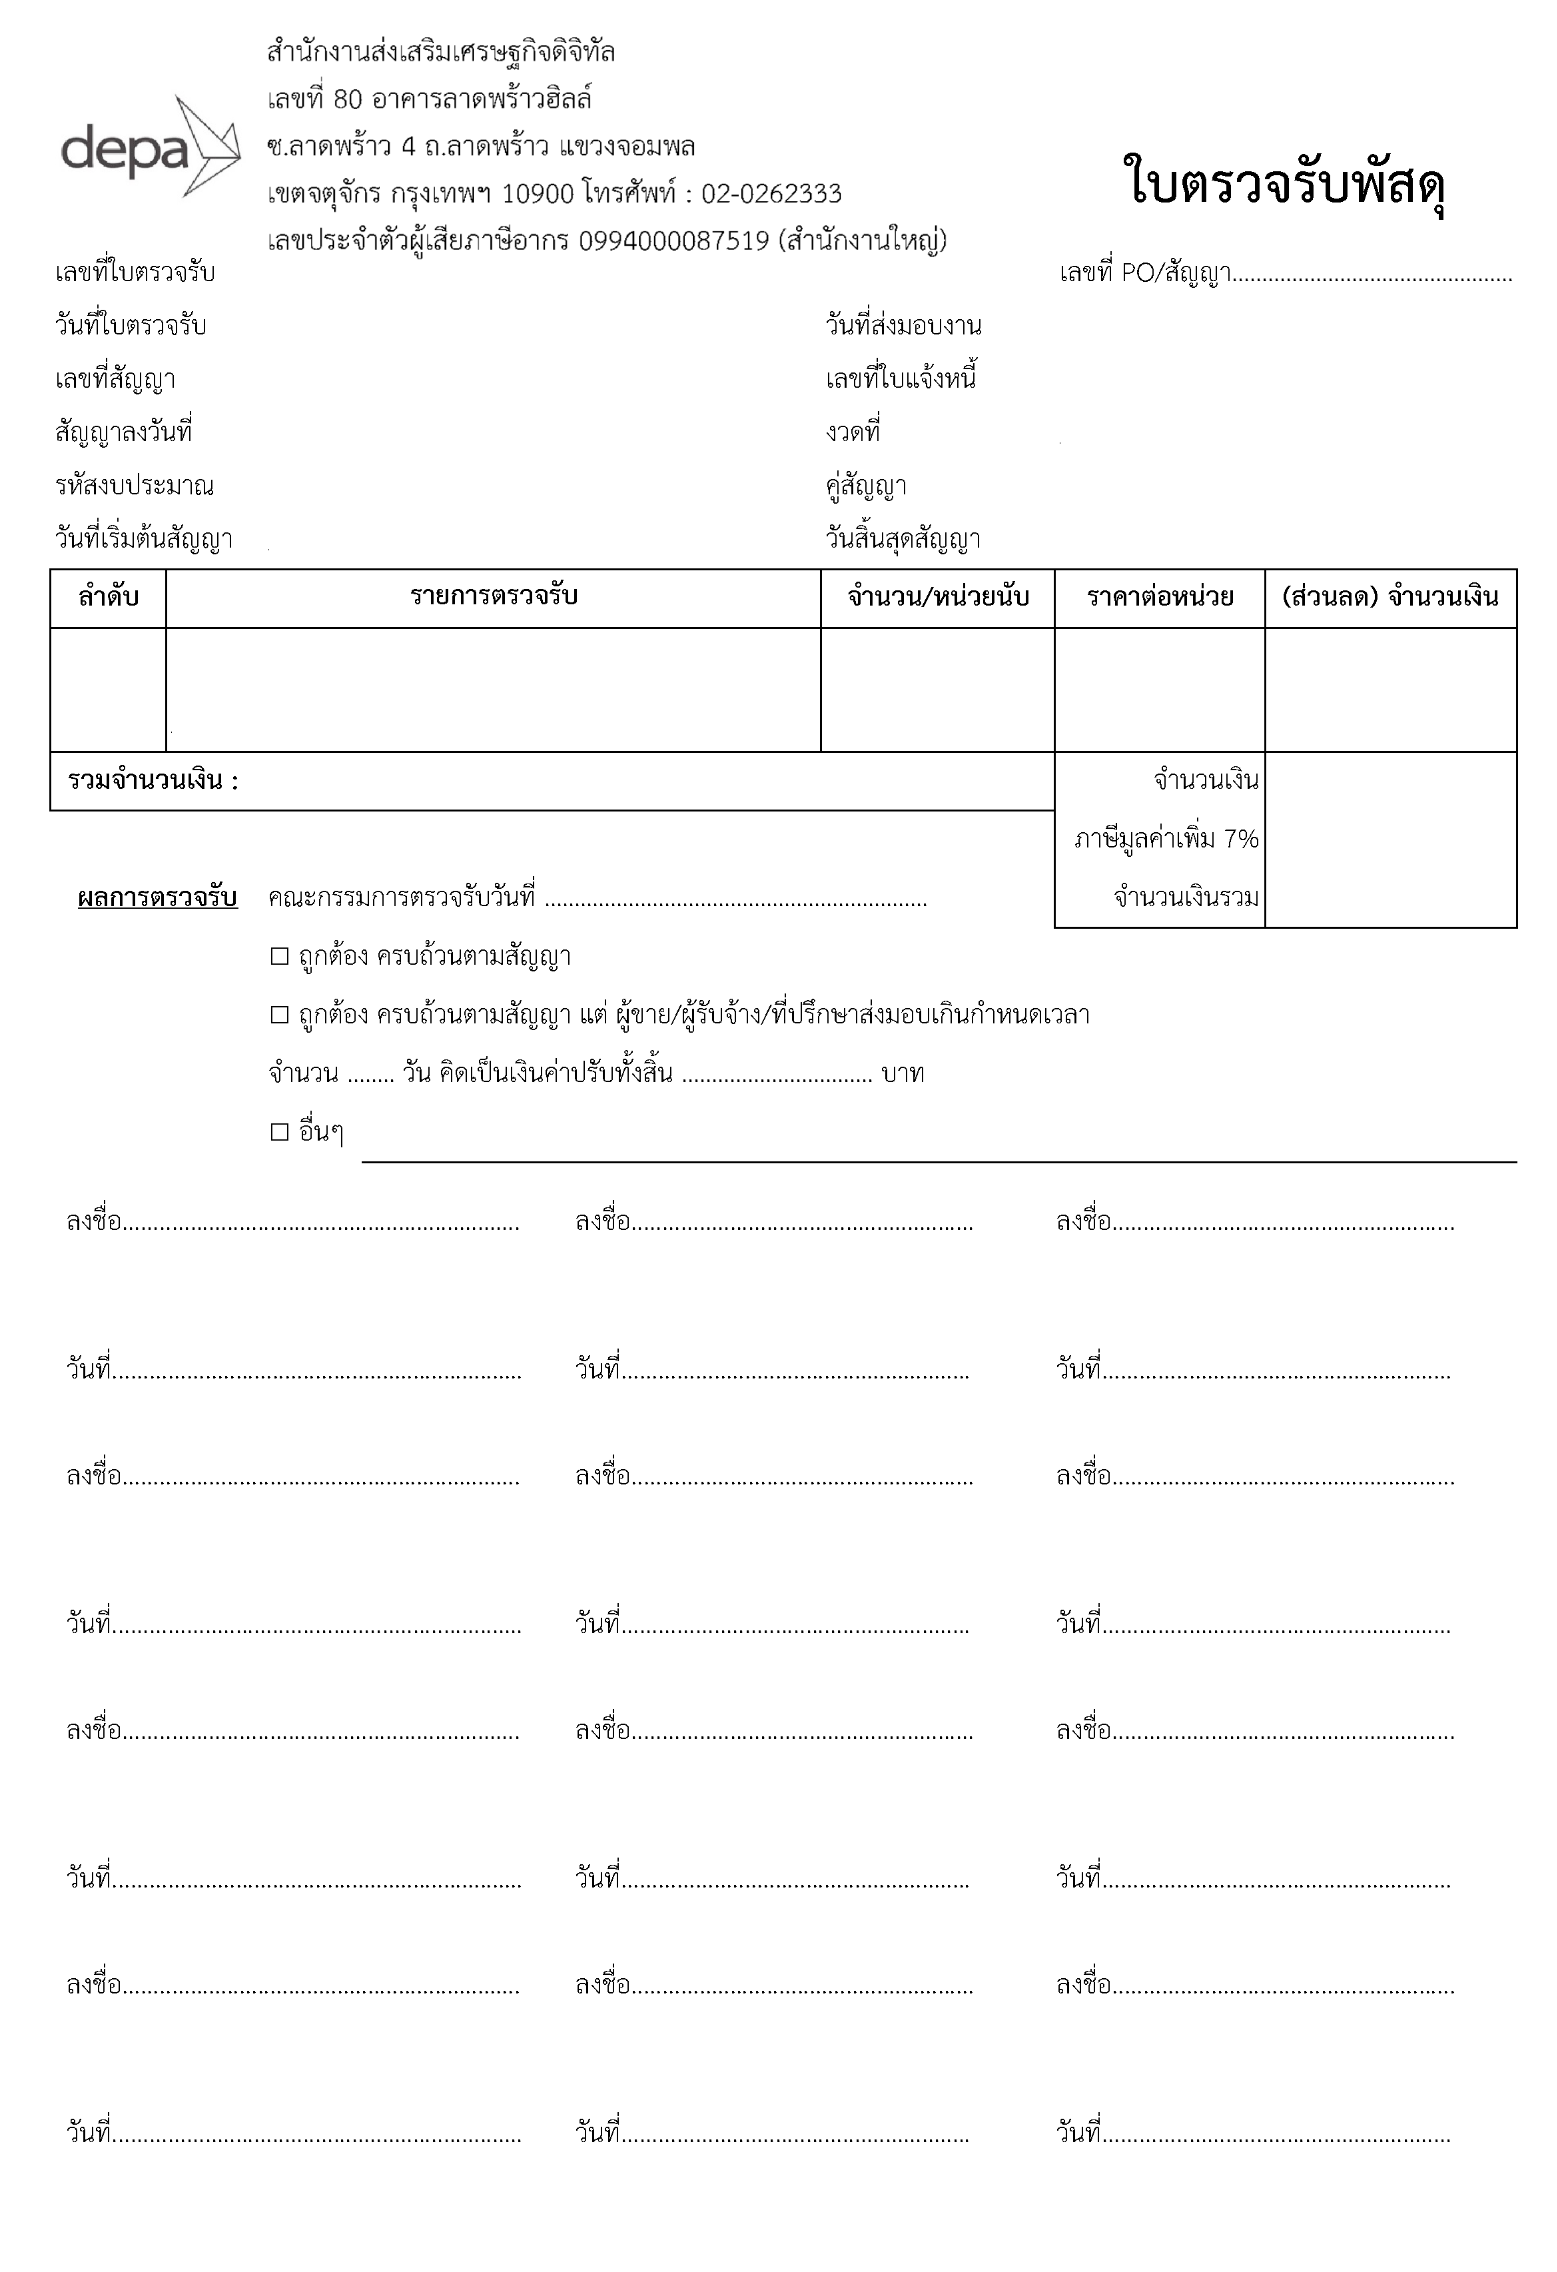 สำนักงานส่งเสริมเศรษฐกิจดิจิทัล
เลขที่ 80 อาคารลาดพร้าวฮิลล์
depa
ซ.ลาดพร้าว 4 ถ.ลาดพร้าว แขวงจอมพล
ใบตรวจรับพัสดุ
เขตจตุจักร กรุงเทพฯ 10900 โทรศัพท์ : 02-0262333
เลขประจำตัวผู้เสียภาษีอากร 0994000087519 (สำนักงานใหญ่)
เลขที่ใบตรวจรับ เลขที่ PO/สัญญา...............................................
วันที่ใบตรวจรับ วันที่ส่งมอบงาน
เลขที่สัญญา เลขที่ใบแจ้งหนี้
สัญญาลงวันที่ งวดที่
รหัสงบประมาณ คู่สัญญา
วันที่เริ่มต้นสัญญา วันสิ้นสุดสัญญา
ลำดับ รายการตรวจรับ จำนวน/หน่วยนับ ราคาต่อหน่วย (ส่วนลด) จำนวนเงิน
รวมจำนวนเงิน : จำนวนเงิน
ภาษีมูลค่าเพิ่ม 7%
ผลการตรวจรับ คณะกรรมการตรวจรับวันที่ ................................................................ จำนวนเงินรวม
☐ ถูกต้อง ครบถ้วนตามสัญญา
☐ ถูกต้อง ครบถ้วนตามสัญญา แต่ ผู้ขาย/ผู้รับจ้าง/ที่ปรึกษาส่งมอบเกินกำหนดเวลา
จำนวน ........ วัน คิดเป็นเงินค่าปรับทั้งสิ้น ................................ บาท
☐ อื่นๆ
ลงชื่อ................................................................. ลงชื่อ........................................................ ลงชื่อ........................................................
วันที่................................................................... วันที่......................................................... วันที่.........................................................
ลงชื่อ................................................................. ลงชื่อ........................................................ ลงชื่อ........................................................
วันที่................................................................... วันที่......................................................... วันที่.........................................................
ลงชื่อ................................................................. ลงชื่อ........................................................ ลงชื่อ........................................................
วันที่................................................................... วันที่......................................................... วันที่.........................................................
ลงชื่อ................................................................. ลงชื่อ........................................................ ลงชื่อ........................................................
วันที่................................................................... วันที่......................................................... วันที่.........................................................